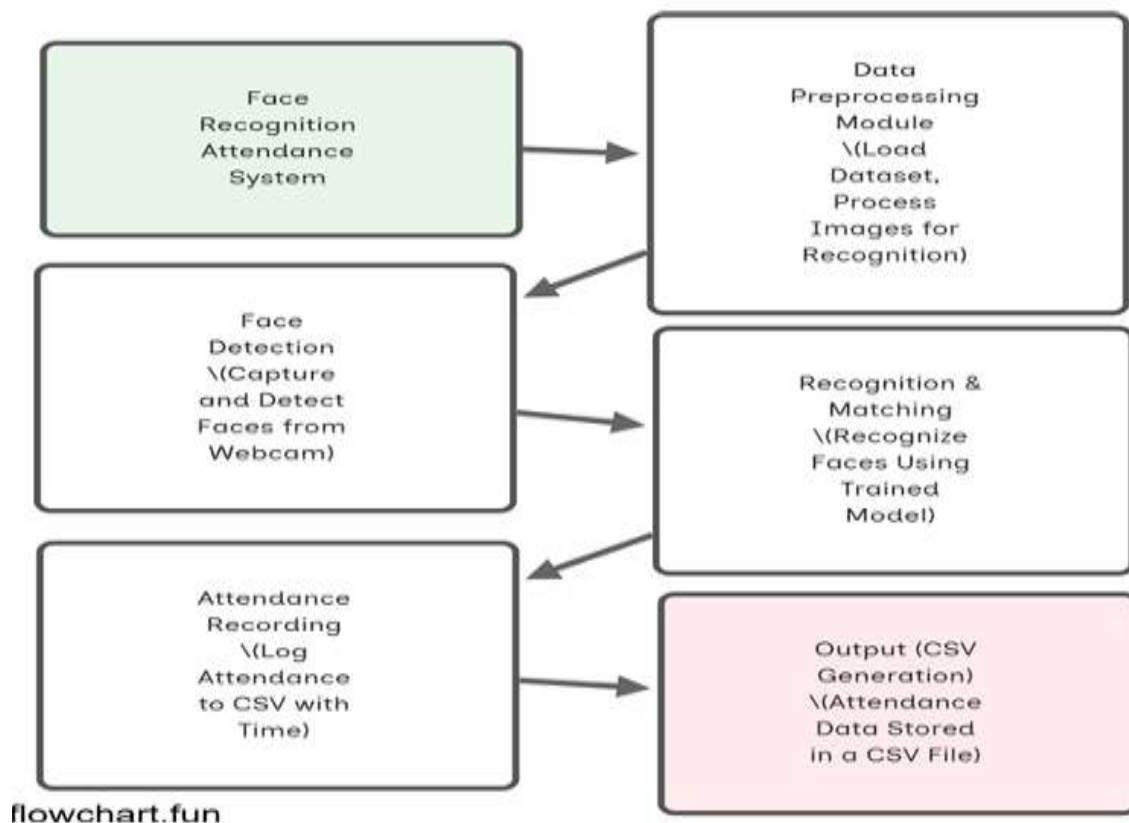 Face
Recognition
Attendance
System
Data
Preprocessing
Module
\(Load
Dataset,
Process
Images for
Recognition)
Face
Detection
\(Capture
and Detect
Faces from
Webcam)
Recognition &
Matching
\(Recognize
Faces Using
Trained
Model)
Attendance
Recording
\(Log
Attendance
to CSV with
Time)
Output (CSV
Generation)
\(Attendance
Data Stored
in a CSV File)
flowchart.fun